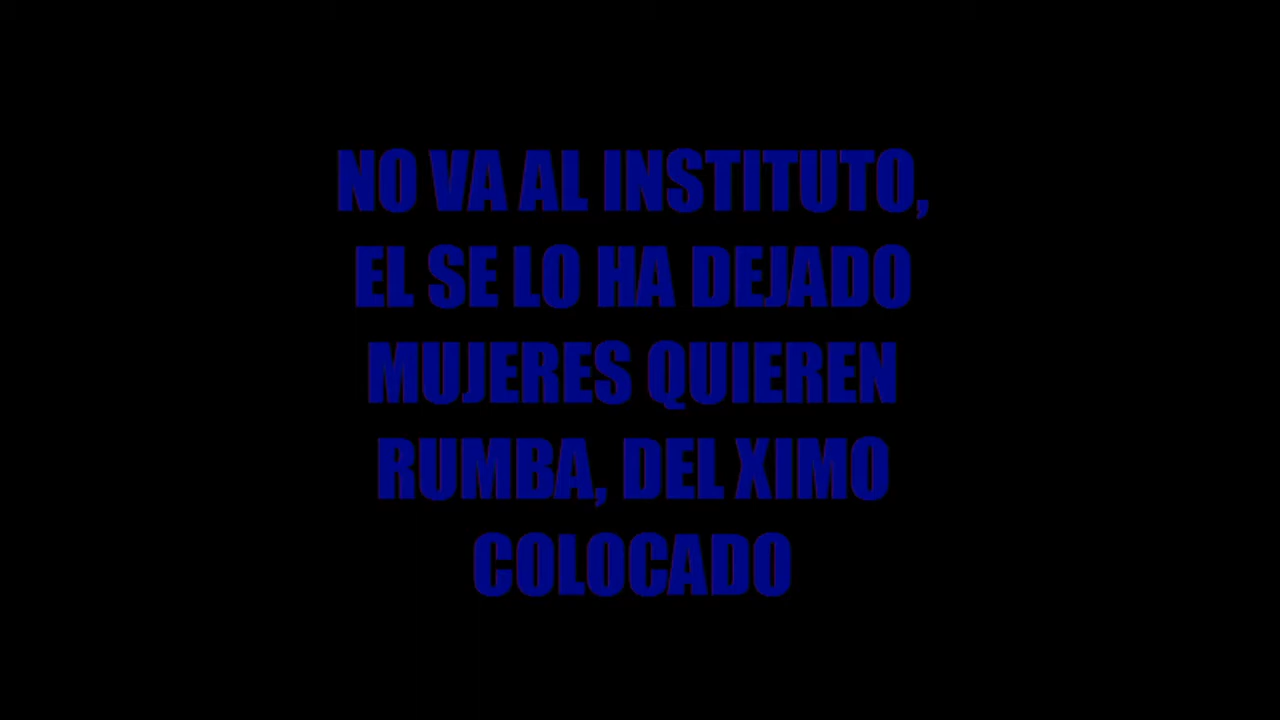 NO VA AL INSTITUTO,
EL SE LO HA DEJADO
MUJERES QUIEREN
RUMBA, DEL XIMO
COLOCADO